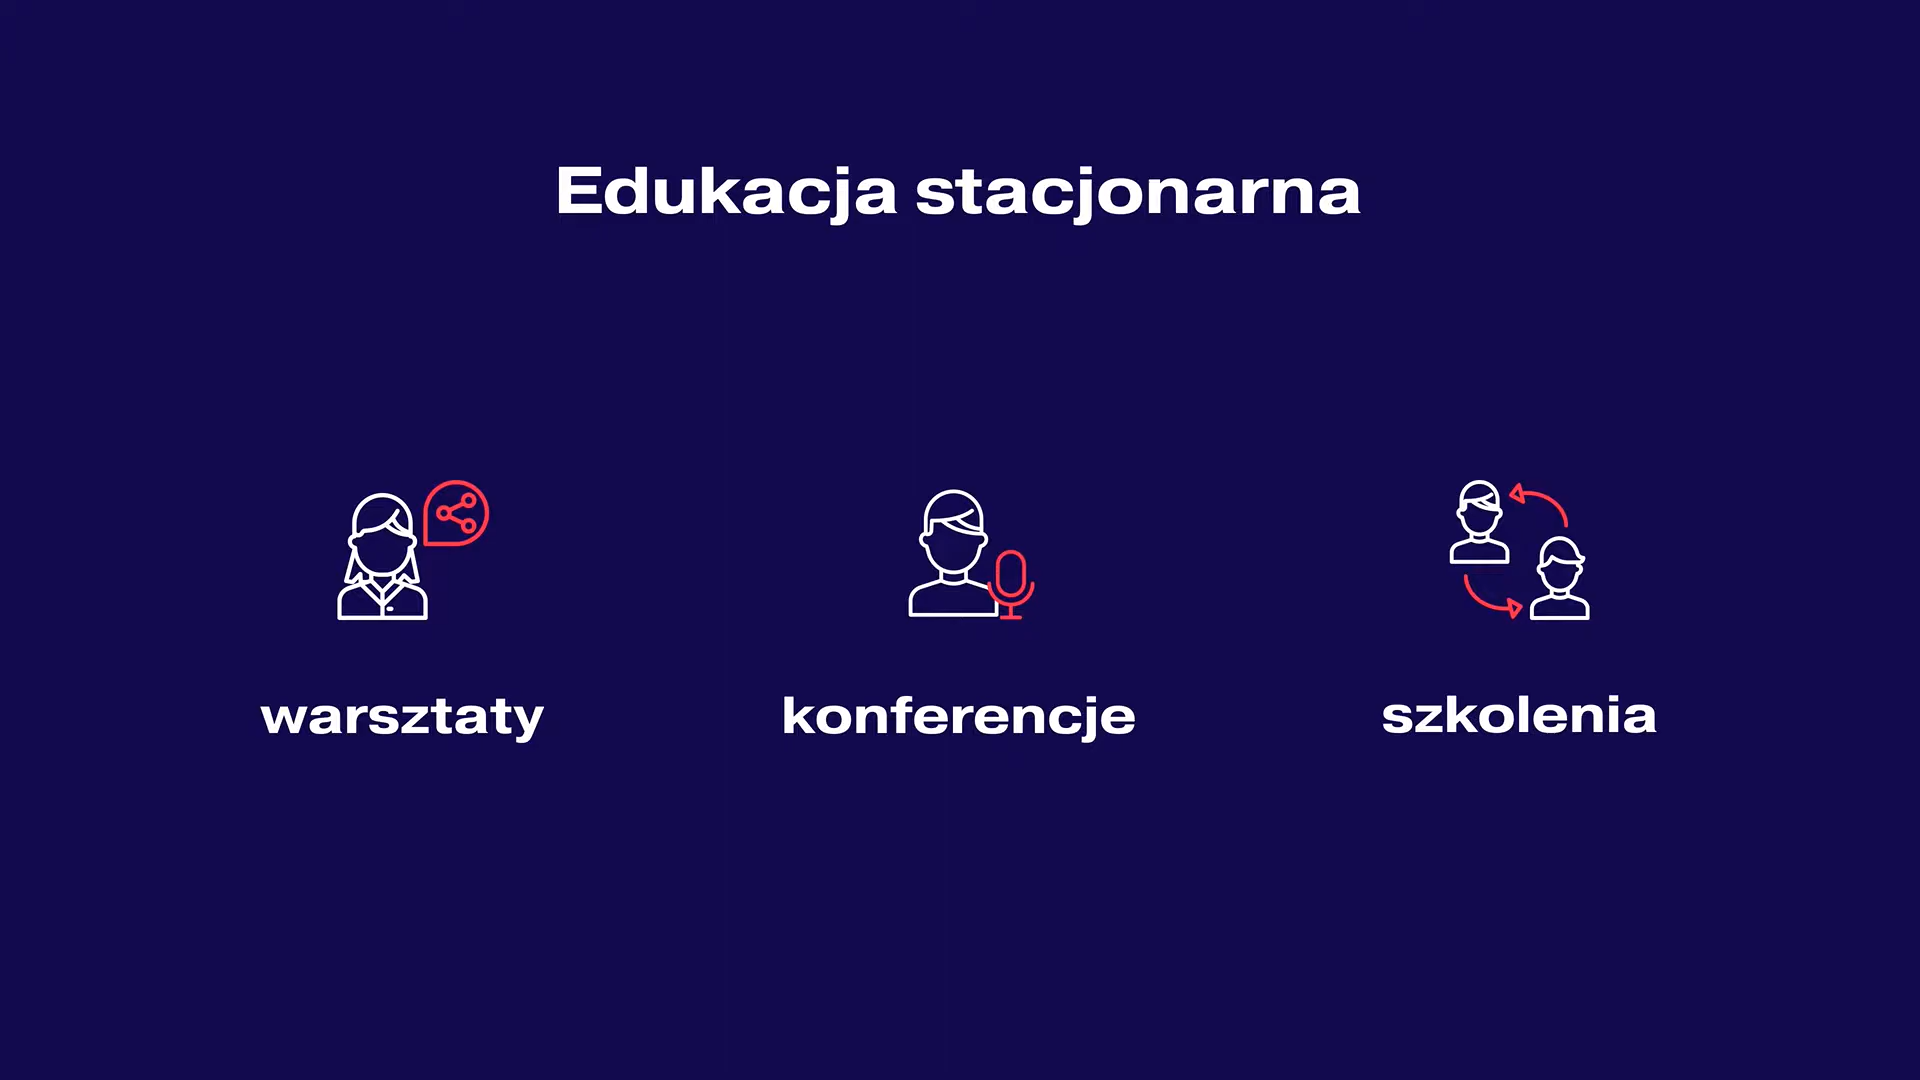 Edukacja stacjonarna
warsztaty
konferencje
szkolenia